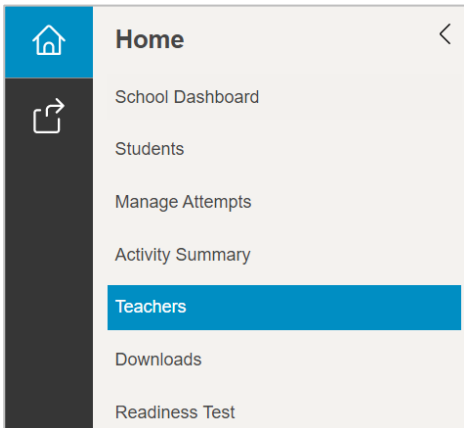 Home
School Dashboard
Students
Manage Attempts
Activity Summary
Teachers
Downloads
Readiness Test